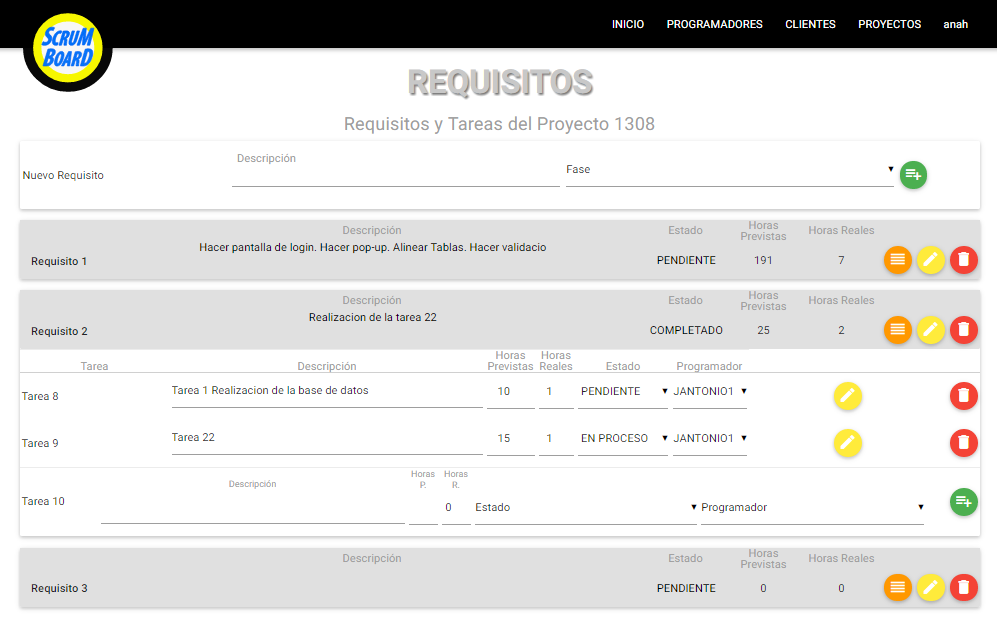 SCRUM
BOARD
INICIO PROGRAMADORES CLIENTES PROYECTOS anah
REQUISITOS
Requisitos y Tareas del Proyecto 1308
Descripción
Nuevo Requisito Fase
Descripción Estado Horas Previstas Horas Reales
Hacer pantalla de login. Hacer pop-up. Alinear Tablas. Hacer validacio
Requisito 1 PENDIENTE 191 7
Descripción Estado Horas Previstas Horas Reales
Realizacion de la tarea 22
Requisito 2 COMPLETADO 25 2
Tarea Descripción Horas Previstas Horas Reales Estado Programador
Tarea 8 Tarea 1 Realizacion de la base de datos 10 1 PENDIENTE JANTONIO1
Tarea 9 Tarea 22 15 1 EN PROCESO JANTONIO1
Descripción Horas P. Horas R.
Tarea 10 0 Estado Programador
Descripción Estado Horas Previstas Horas Reales
Requisito 3 PENDIENTE 0 0